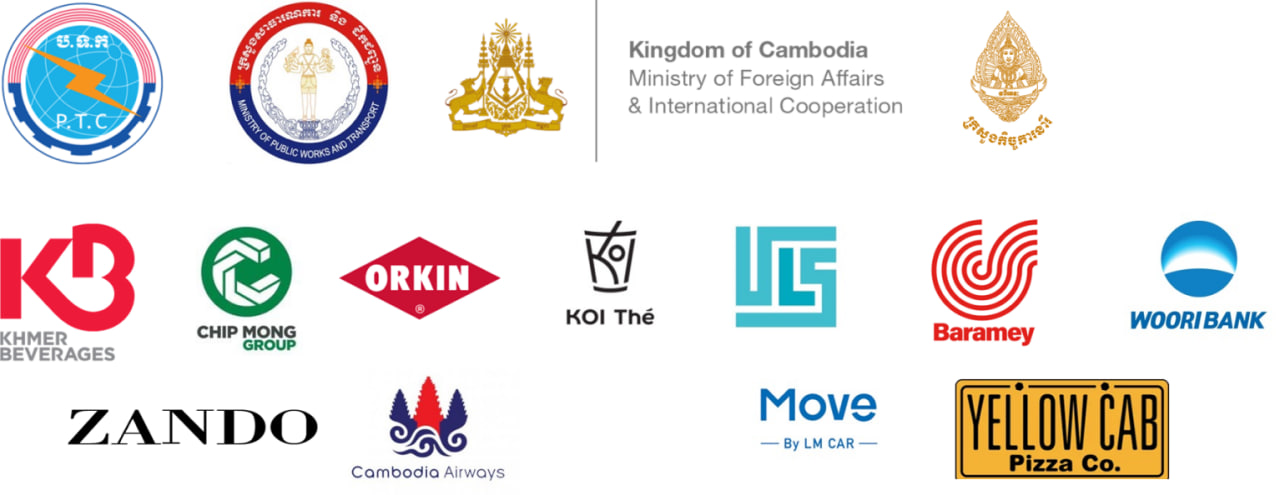 ប.ទ.ក
P.T.C
ក្រសួងសាធារណការ និង ដឹកជញ្ជូន
MINISTRY OF PUBLIC WORKS AND TRANSPORT
Kingdom of Cambodia
Ministry of Foreign Affairs
& International Cooperation
ក្រសួងកិច្ចការនារី
KB
KHMER
BEVERAGES
CHIP MONG
GROUP
ORKIN
®
KOI
KOI Thé
ULS
Baramey
WOORI BANK
ZANDO
Cambodia Airways
Move
By LM CAR
YELLOW CAB
Pizza Co.